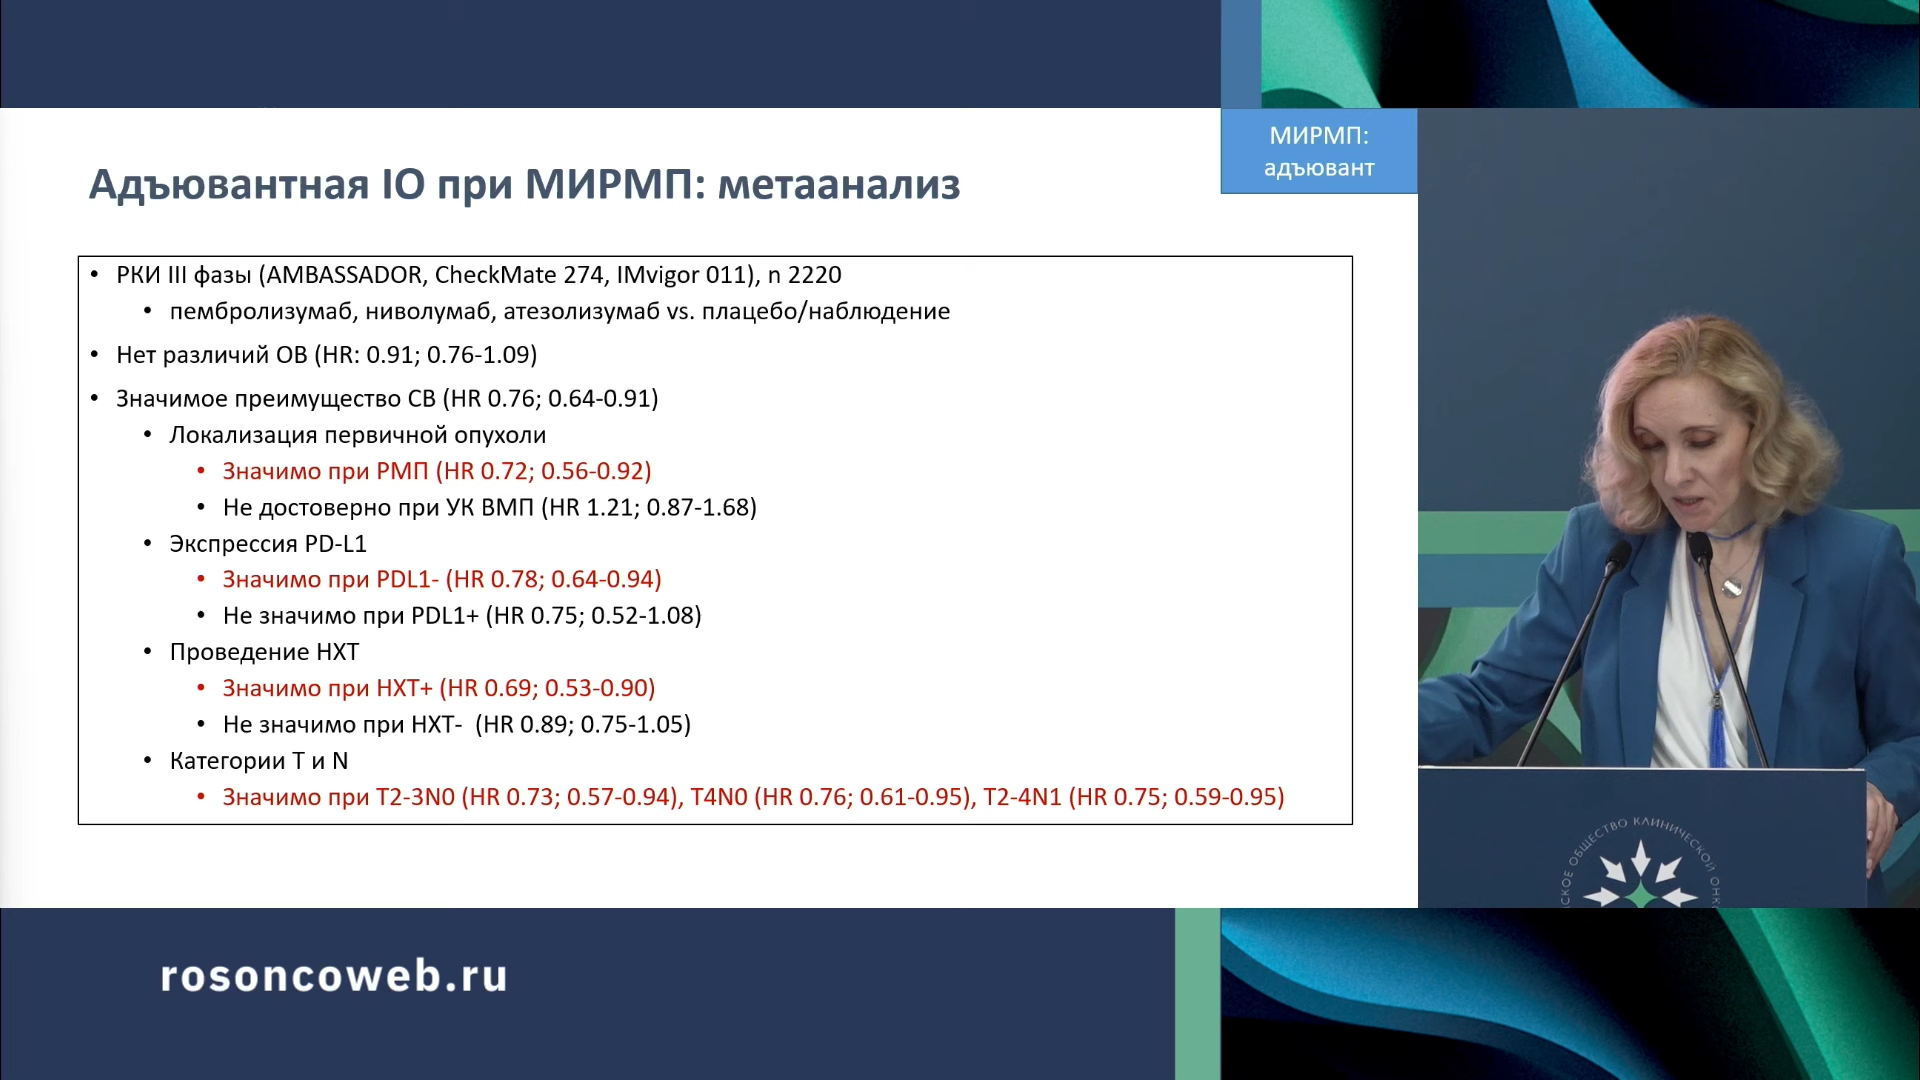 МИРМП:
адъювант
Адъювантная IO при МИРМП: метаанализ
• РКИ III фазы (AMBASSADOR, CheckMate 274, IMvigor 011), n 2220
• пембролизумаб, ниволумаб, атезолизумаб vs. плацебо/наблюдение
• Нет различий ОВ (HR: 0.91; 0.76-1.09)
• Значимое преимущество СВ (HR 0.76; 0.64-0.91)
• Локализация первичной опухоли
• Значимо при РМП (HR 0.72; 0.56-0.92)
• Не достоверно при УК ВМП (HR 1.21; 0.87-1.68)
• Экспрессия PD-L1
• Значимо при PDL1- (HR 0.78; 0.64-0.94)
• Не значимо при PDL1+ (HR 0.75; 0.52-1.08)
• Проведение НХТ
• Значимо при НХТ+ (HR 0.69; 0.53-0.90)
• Не значимо при НХТ- (HR 0.89; 0.75-1.05)
• Категории T и N
• Значимо при T2-3N0 (HR 0.73; 0.57-0.94), T4N0 (HR 0.76; 0.61-0.95), T2-4N1 (HR 0.75; 0.59-0.95)
ОБЩЕСТВО КЛИНИЧЕСКОЙ
rosoncoweb.ru